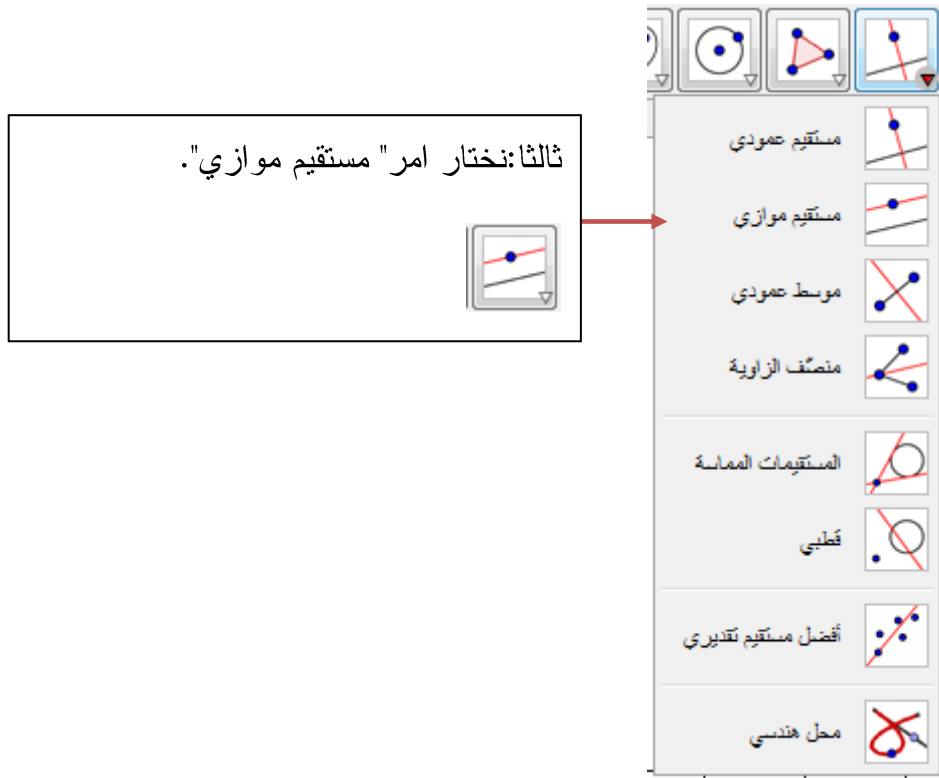 ثالثا:نختار امر" مستقيم موازي".
مستقيم عمودي
مستقيم موازي
موسط عمودي
منصّف الزاوية
المستقيمات المماسة
قطبي
أفضل مستقيم تقديري
محل هندسي